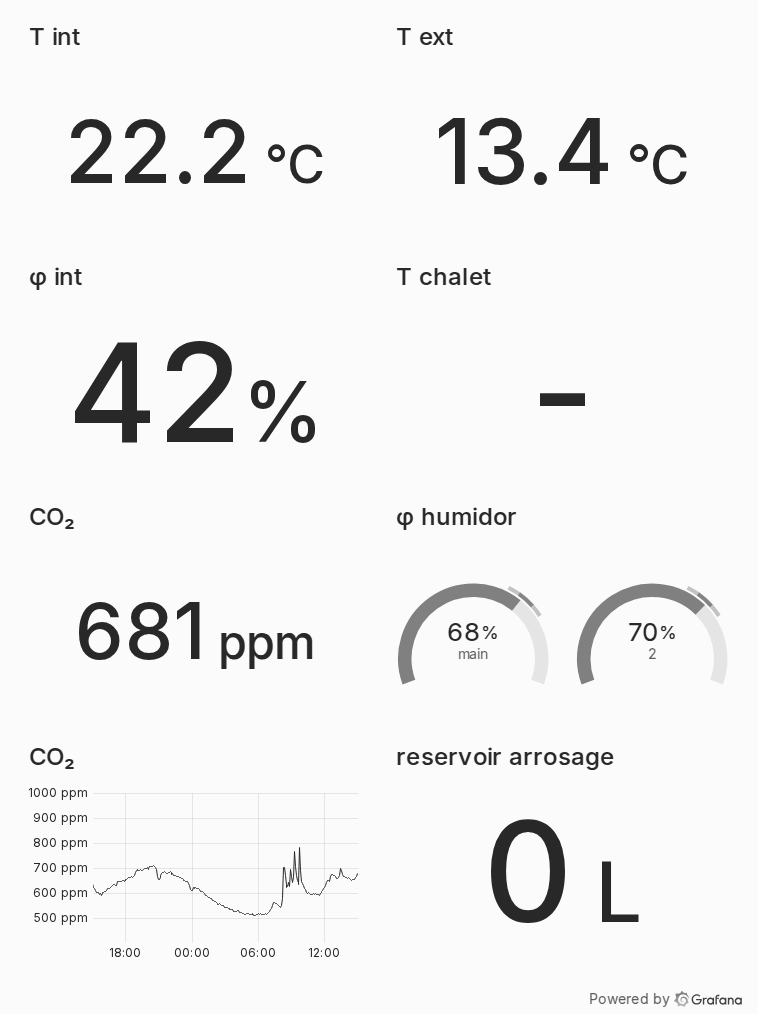 T int
T ext
22.2 °C
13.4 °C
φ int
T chalet
42%
-
CO₂
φ humidor
681 ppm
68%
main
70%
2
CO₂
reservoir arrosage
1000 ppm
900 ppm
800 ppm
700 ppm
600 ppm
500 ppm
18:00
00:00
06:00
12:00
0 L
Powered by Grafana